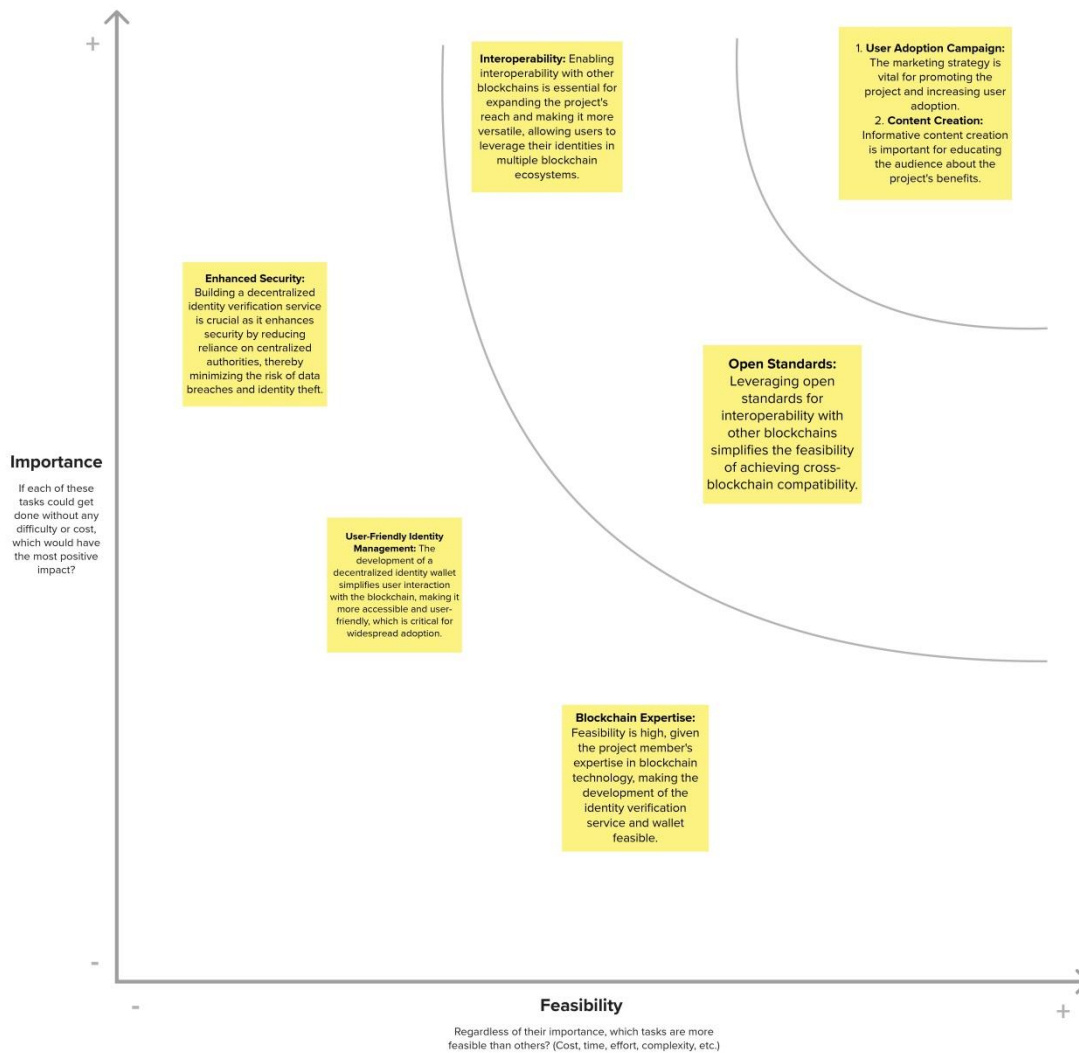 +
Interoperability: Enabling
interoperability with other
blockchains is essential for
expanding the project's
reach and making it more
versatile, allowing users to
leverage their identities in
multiple blockchain
ecosystems.
1. User Adoption Campaign:
The marketing strategy is
vital for promoting the
project and increasing user
adoption.
2. Content Creation:
Informative content creation
is important for educating
the audience about the
project's benefits.
Enhanced Security:
Building a decentralized
identity verification service
is crucial as it enhances
security by reducing
reliance on centralized
authorities, thereby
minimizing the risk of data
breaches and identity theft.
Open Standards:
Leveraging open
standards for
interoperability with
other blockchains
simplifies the feasibility
of achieving cross-
blockchain compatibility.
Importance
If each of these
tasks could get
done without any
difficulty or cost,
which would have
the most positive
impact?
User-Friendly Identity
Management: The
development of a
decentralized identity wallet
simplifies user interaction
with the blockchain, making it
more accessible and user-
friendly, which is critical for
widespread adoption.
Blockchain Expertise:
Feasibility is high, given
the project member's
expertise in blockchain
technology, making the
development of the
identity verification
service and wallet
feasible.
-
-
Feasibility
+
Regardless of their importance, which tasks are more
feasible than others? (Cost, time, effort, complexity, etc.)